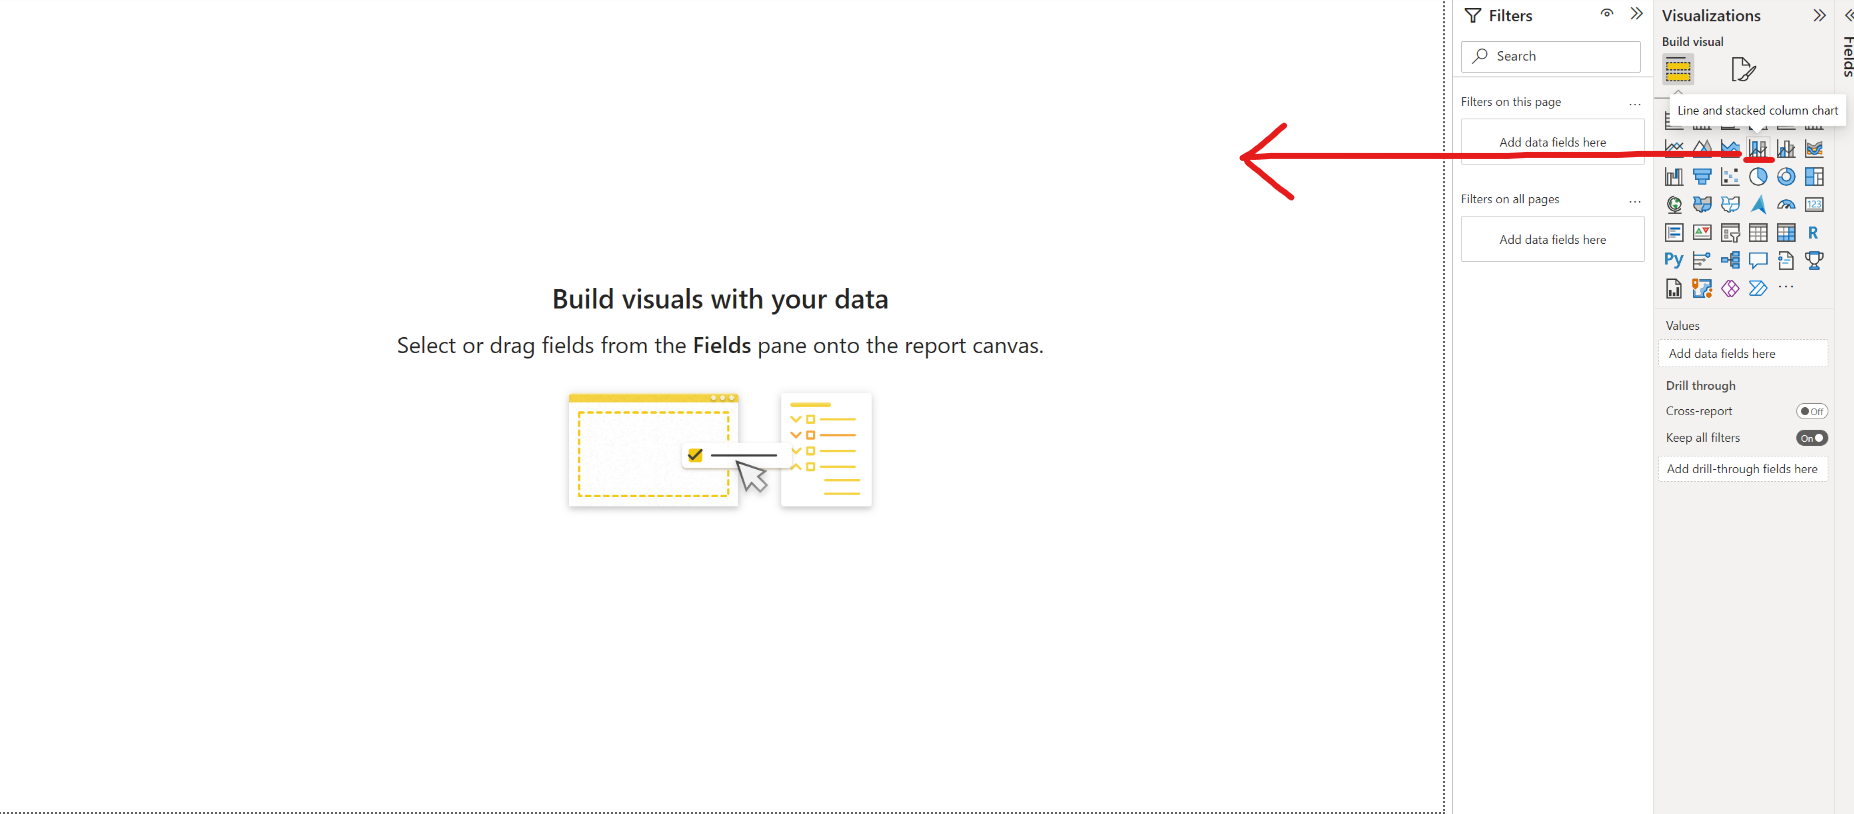 Build visuals with your data
Select or drag fields from the Fields pane onto the report canvas.
Filters
Search
Filters on this page
...
Add data fields here
Filters on all pages
...
Add data fields here
Visualizations
Build visual
Line and stacked column chart
123
R
Py
...
Values
Add data fields here
Drill through
Cross-report
Off
Keep all filters
On
Add drill-through fields here
Fields